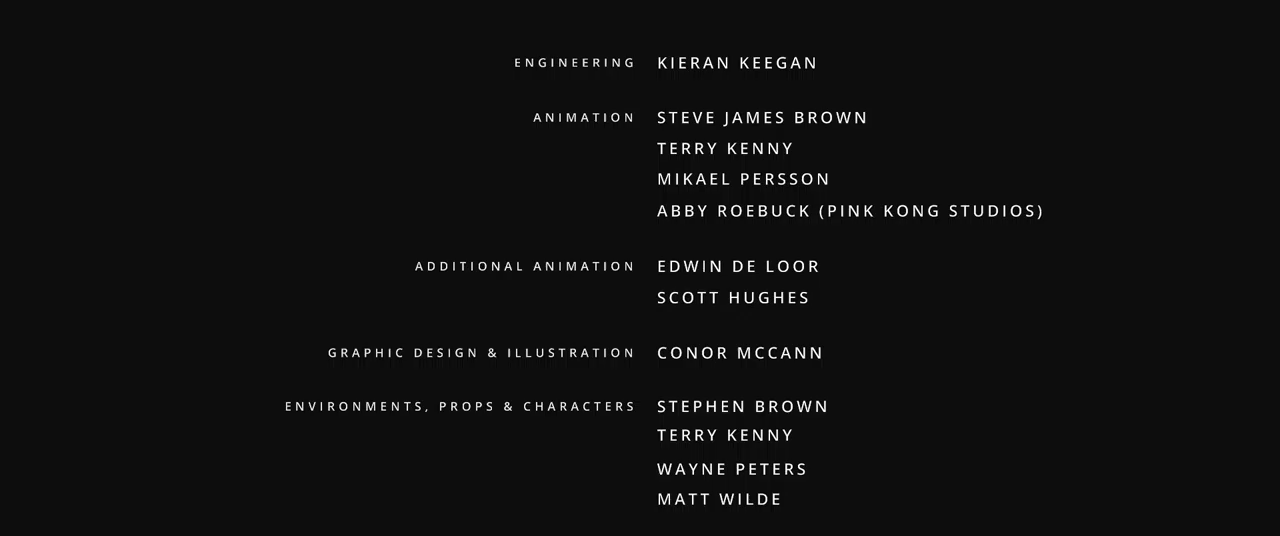 ENGINEERING KIERAN KEEGAN
ANIMATION STEVE JAMES BROWN
TERRY KENNY
MIKAEL PERSSON
ABBY ROEBUCK (PINK KONG STUDIOS)
ADDITIONAL ANIMATION EDWIN DE LOOR
SCOTT HUGHES
GRAPHIC DESIGN & ILLUSTRATION CONOR MCCANN
ENVIRONMENTS, PROPS & CHARACTERS STEPHEN BROWN
TERRY KENNY
WAYNE PETERS
MATT WILDE